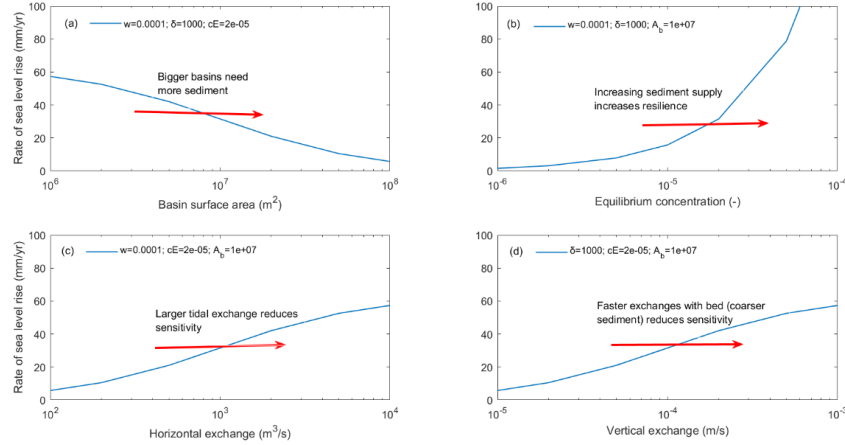 (a)
w=0.0001; δ=1000; cE=2e-05
Bigger basins need
more sediment
Rate of sea level rise (mm/yr)
100
80
60
40
20
0
10^6
10^7
10^8
Basin surface area (m^2)
(b)
w=0.0001; δ=1000; A_b=1e+07
Increasing sediment supply
increases resilience
100
80
60
40
20
0
10^-6
10^-5
10^-4
Equilibrium concentration (-)
(c)
w=0.0001; cE=2e-05; A_b=1e+07
Larger tidal exchange reduces
sensitivity
Rate of sea level rise (mm/yr)
100
80
60
40
20
0
10^2
10^3
10^4
Horizontal exchange (m^3/s)
(d)
δ=1000; cE=2e-05; A_b=1e+07
Faster exchanges with bed (coarser
sediment) reduces sensitivity
100
80
60
40
20
0
10^-5
10^-4
10^-3
Vertical exchange (m/s)